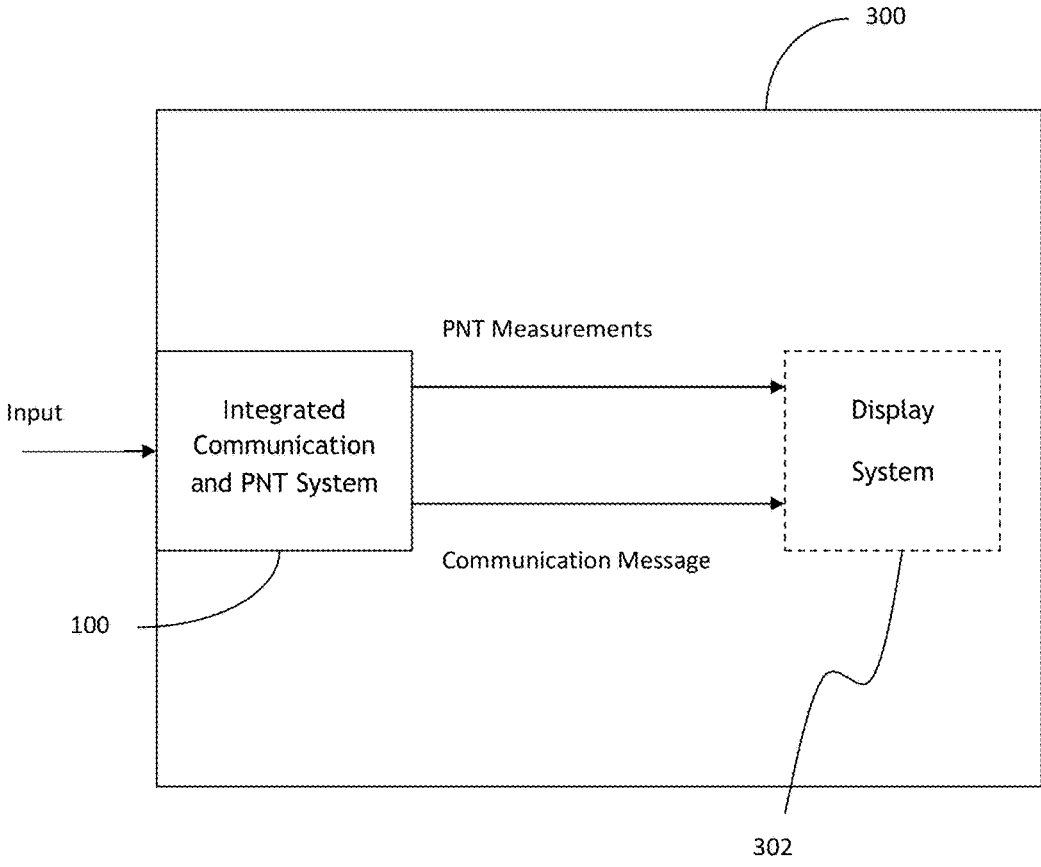 300
PNT Measurements
Input
Integrated
Communication
and PNT System
Display
System
Communication Message
100
302